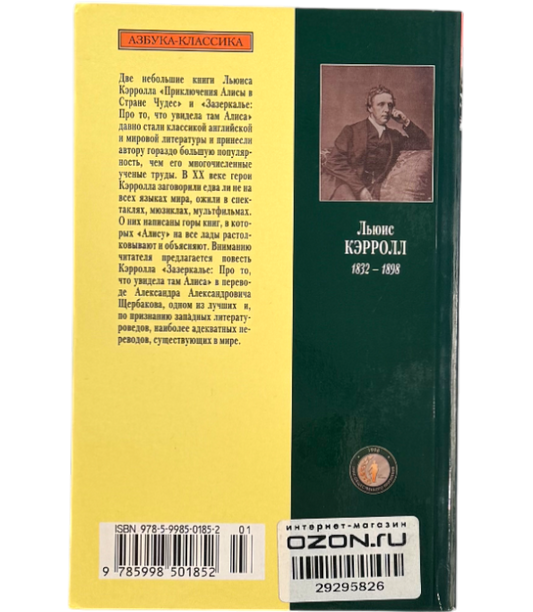 АЗБУКА-КЛАССИКА
Две небольшие книги Льюиса
Кэрролла «Приключения Алисы в
Стране Чудес» и «Зазеркалье:
Про то, что увидела там Алиса»
давно стали классикой английской
и мировой литературы и принесли
автору гораздо большую популяр-
ность, чем его многочисленные
ученые труды. В XX веке герои
Кэрролла заговорили едва ли не на
всех языках мира, ожили в спек-
таклях, мюзиклах, мультфильмах.
О них написаны горы книг, в ко-
торых «Алису» на все лады растол-
ковывают и объясняют. Вниманию
читателя предлагается повесть
Кэрролла «Зазеркалье: Про то,
что увидела там Алиса» в перево-
де Александра Александровича
Щербакова, одном из лучших и,
по признанию западных литерату-
роведов, наиболее адекватных пе-
реводов, существующих в мире.
Льюис
КЭРРОЛЛ
1832 – 1898
ISBN 978-5-9985-0185-2
01
9 785998 501852
интернет-магазин
OZON.ru
29295826